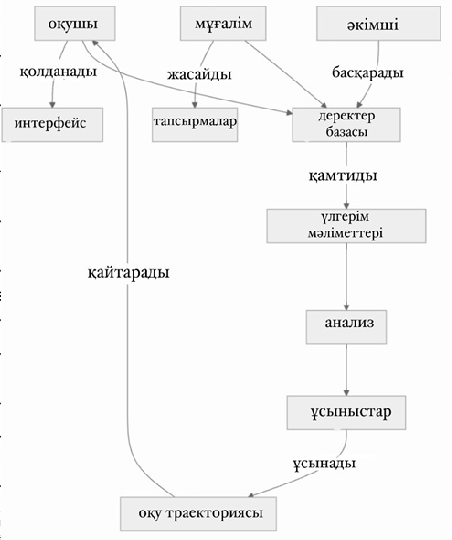 оқушы
мұғалім
әкімші
қолданады
жасайды
басқарады
интерфейс
тапсырмалар
деректер
базасы
қамтиды
үлгерім
мәліметтері
қайтарады
анализ
ұсыныстар
ұсынады
оқу траекториясы